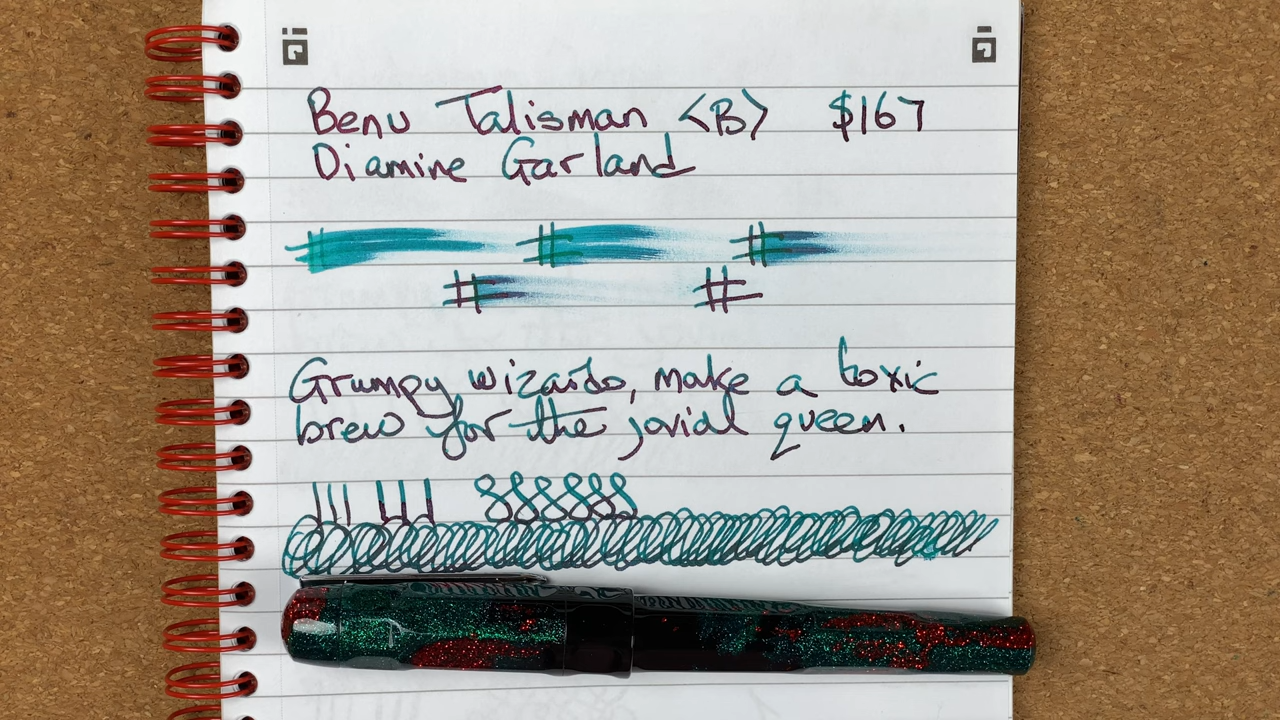 Benu Talisman <B> $167
Diamine Garland
# # #
# #
Grumpy wizards, make a toxic
brew for the jovial queen.